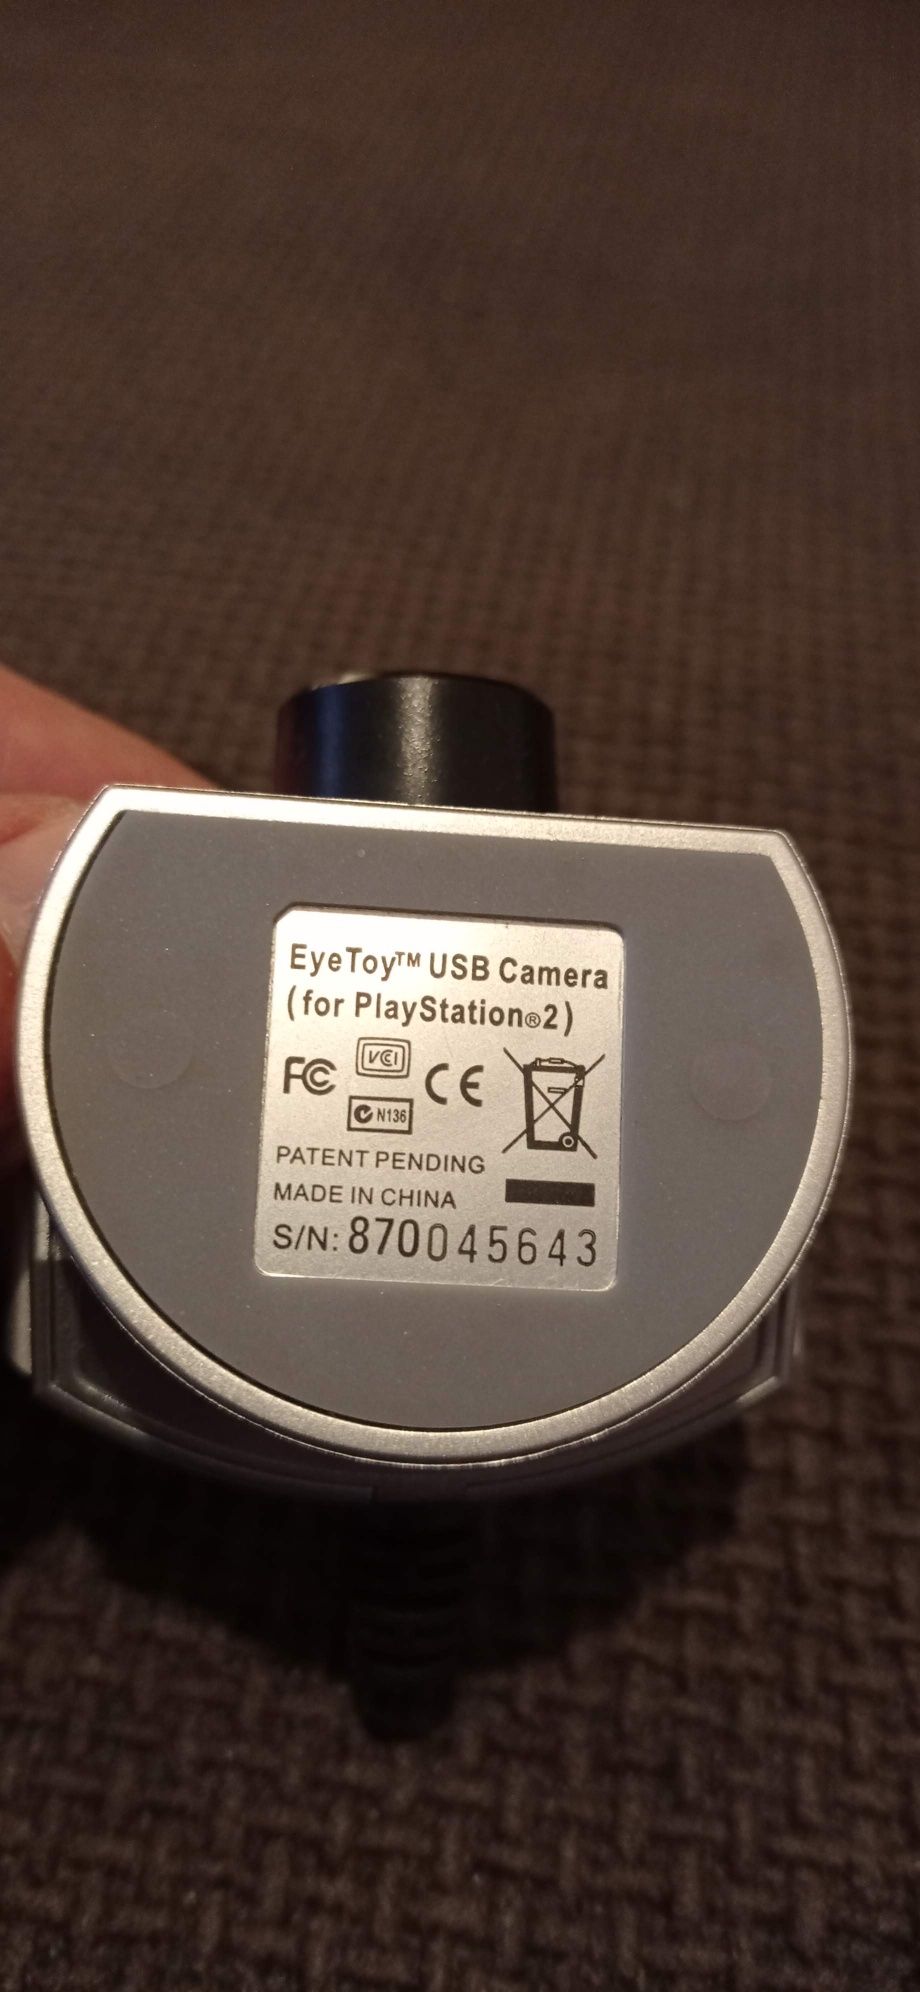 EyeToy™ USB Camera
(for PlayStation®2)
FC VCI CE
N136
PATENT PENDING
MADE IN CHINA
S/N: 870045643